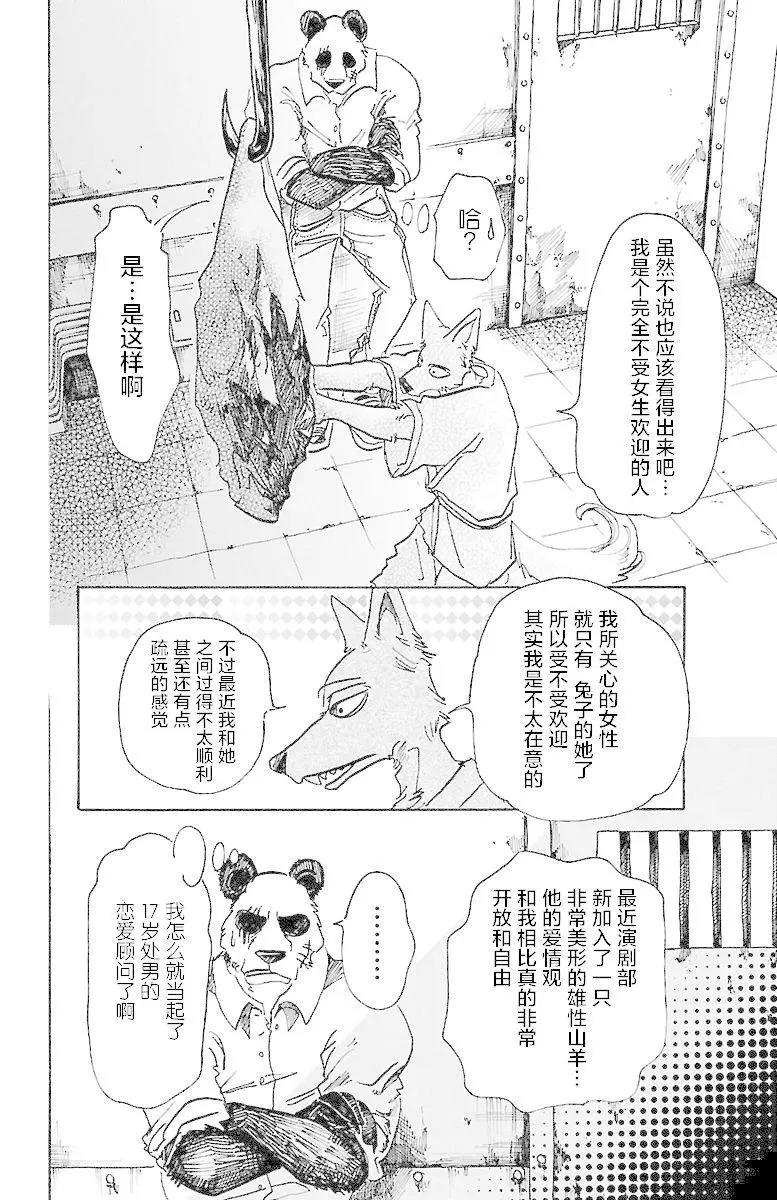 虽然不说也应该看得出来吧…
我是个完全不受女生欢迎的人
哈?
是…是这样啊
我所关心的女性
就只有 兔子的她了
所以受不受欢迎
其实我是不太在意的
不过最近我和她
之间过得不太顺利
甚至还有点
疏远的感觉
最近演剧部
新加入了一只
非常美形的雄性山羊…
他的爱情观
和我相比真的非常
开放和自由
………
我怎么就当起了
17岁处男的
恋爱顾问了啊